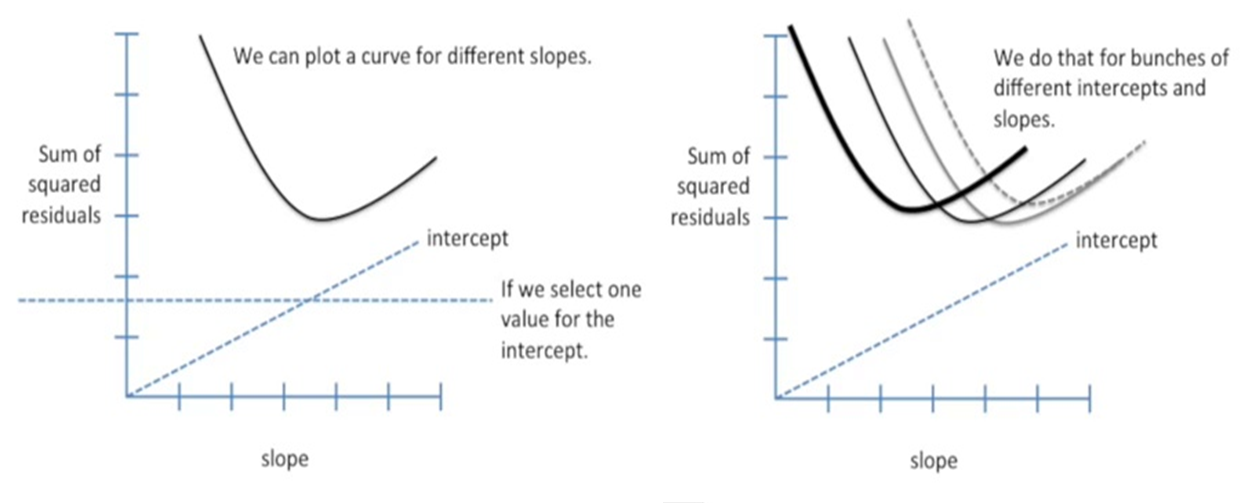 We can plot a curve for different slopes.
Sum of
squared
residuals
intercept
If we select one
value for the
intercept.
slope
We do that for bunches of
different intercepts and
slopes.
Sum of
squared
residuals
intercept
slope